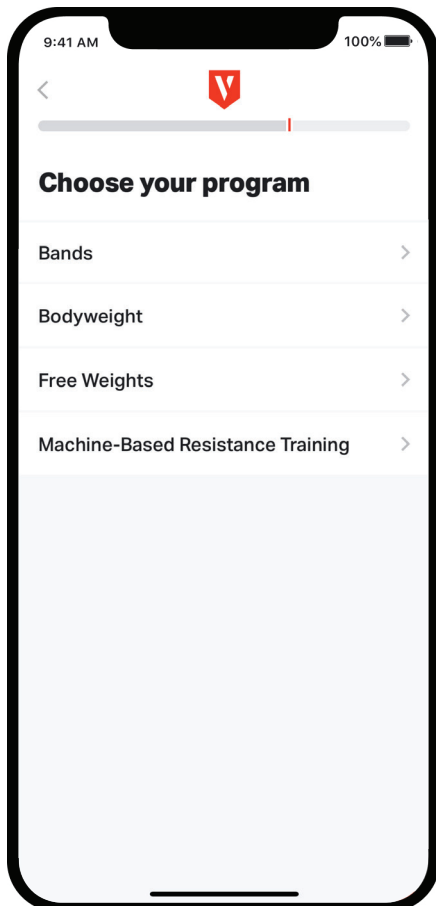 9:41 AM 100%
Choose your program
Bands
Bodyweight
Free Weights
Machine-Based Resistance Training